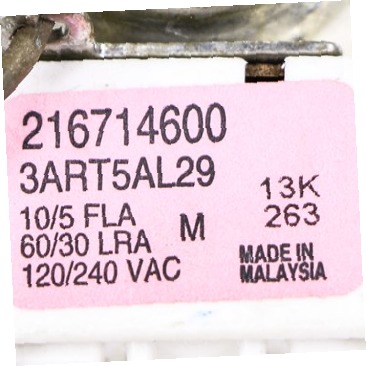 216714600
3ART5AL29
13K
10/5 FLA
M
263
60/30 LRA
120/240 VAC
MADE IN
MALAYSIA